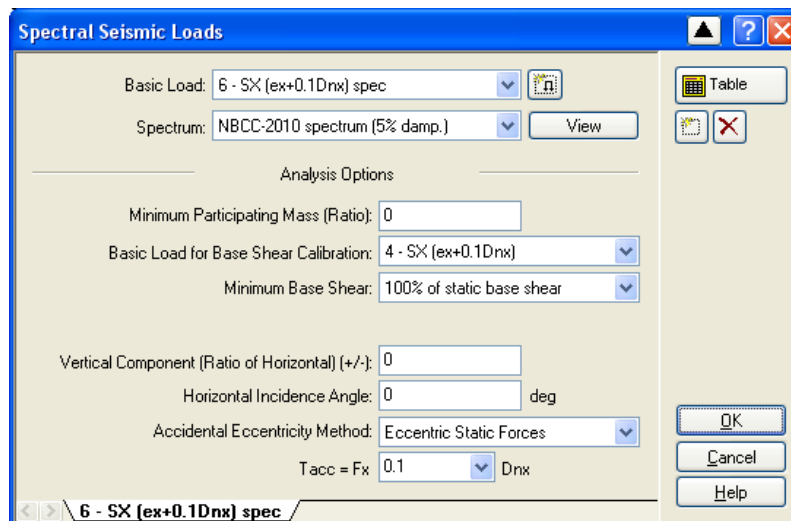 Spectral Seismic Loads
Basic Load: 6 - SX (ex+0.1Dnx) spec
Table
Spectrum: NBCC-2010 spectrum (5% damp.) View
Analysis Options
Minimum Participating Mass (Ratio): 0
Basic Load for Base Shear Calibration: 4 - SX (ex+0.1Dnx)
Minimum Base Shear: 100% of static base shear
Vertical Component (Ratio of Horizontal) (+/-): 0
Horizontal Incidence Angle: 0 deg
Accidental Eccentricity Method: Eccentric Static Forces
Tacc = Fx 0.1 Dnx
OK
Cancel
Help
6 - SX (ex+0.1Dnx) spec